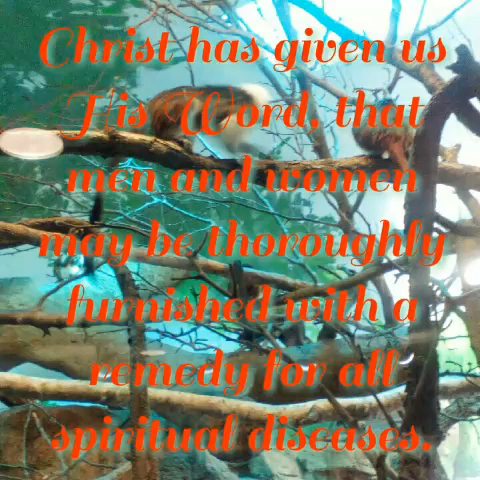 Christ has given us
His Word, that
men and women
may be thoroughly
furnished with a
remedy for all
spiritual diseases.